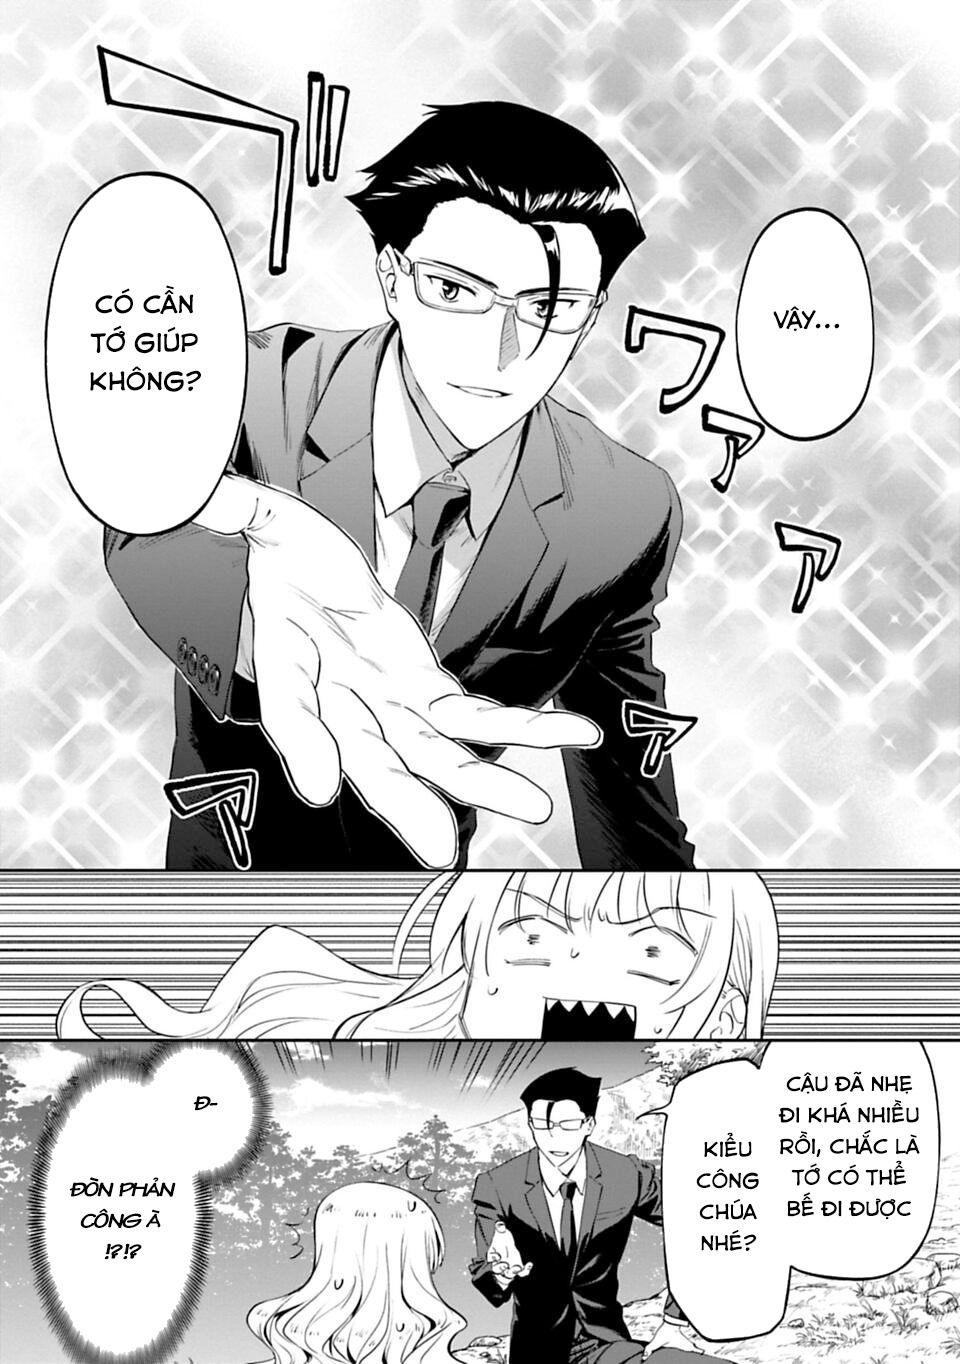 VẬY...
CÓ CẦN
TỚ GIÚP
KHÔNG?
ワァ
ァ
ァ
ァ
CẬU ĐÃ NHẸ
ĐI KHÁ NHIỀU
RỒI, CHẮC LÀ
TỚ CÓ THỂ
BẾ ĐI ĐƯỢC
KIỂU
CÔNG
CHÚA
NHÉ?
Đ-
ĐÒN PHẢN
CÔNG À
!?!?